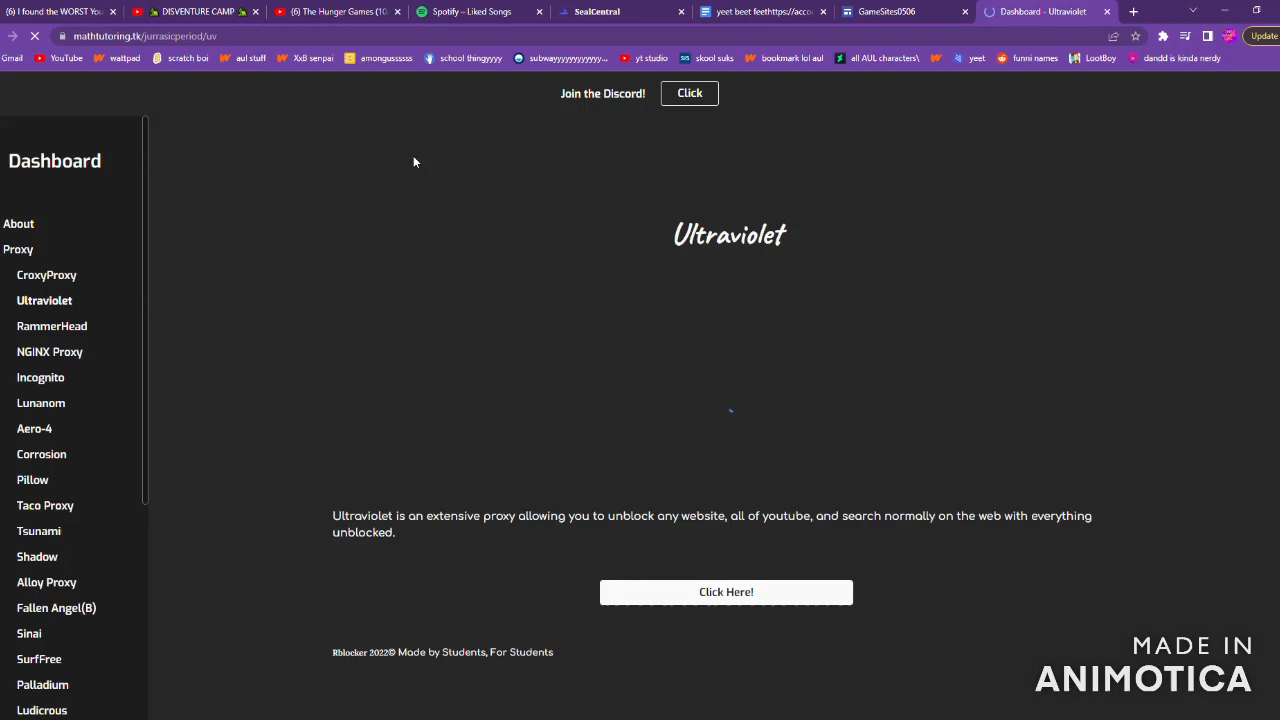 (6) I found the WORST You
DISVENTURE CAMP
(6) The Hunger Games (10
Spotify – Liked Songs
SealCentral
yeet beet feethttps://acco
GameSites0506
Dashboard - Ultraviolet
mathtutoring.tk/jurrasicperiod/uv
Update
Gmail
YouTube
wattpad
scratch boi
aul stuff
XxB senpai
amongussssss
school thingyyyy
subwayyyyyyyyyy...
yt studio
skool suks
bookmark lol aul
all AUL characters\
yeet
funni names
LootBoy
dandd is kinda nerdy
Join the Discord!
Click
Dashboard
About
Proxy
CroxyProxy
Ultraviolet
RammerHead
NGINX Proxy
Incognito
Lunanom
Aero-4
Corrosion
Pillow
Taco Proxy
Tsunami
Shadow
Alloy Proxy
Fallen Angel(B)
Sinai
SurfFree
Palladium
Ludicrous
Ultraviolet
Ultraviolet is an extensive proxy allowing you to unblock any website, all of youtube, and search normally on the web with everything
unblocked.
Click Here!
Rblocker 2022© Made by Students, For Students
MADE IN
ANIMOTICA